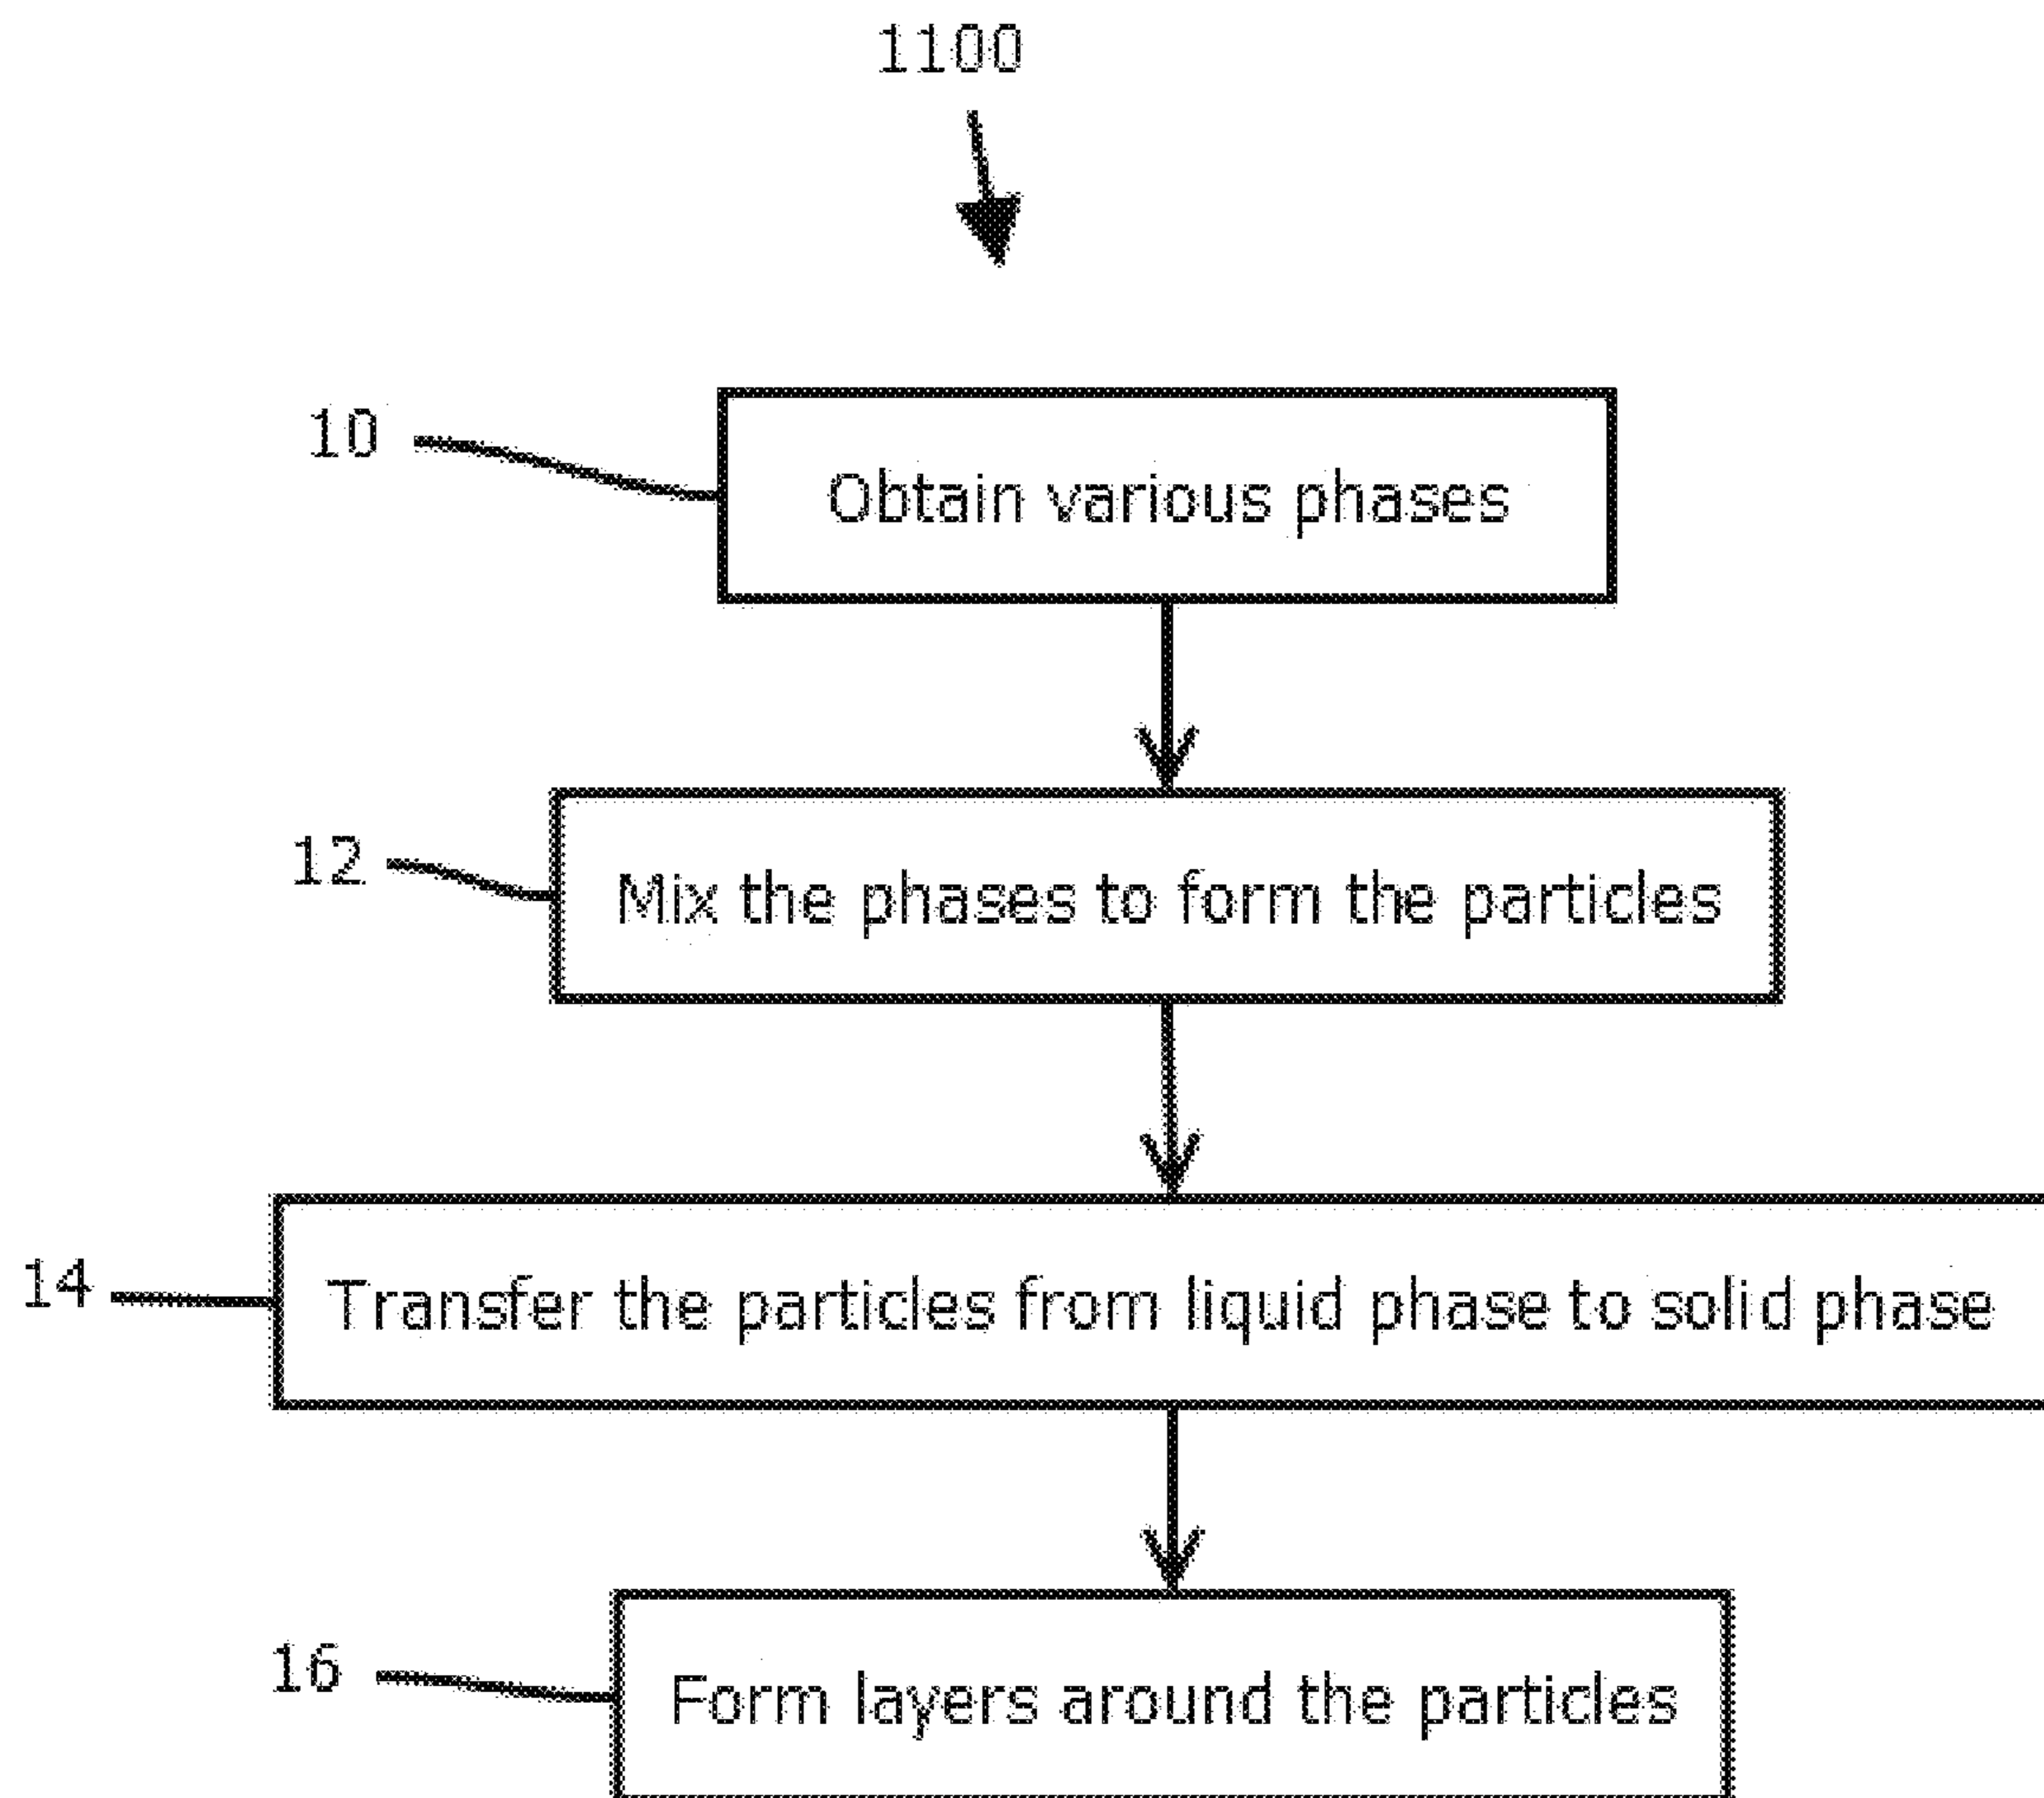 1100
10
Obtain various phases
12
Mix the phases to form the particles
14
Transfer the particles from liquid phase to solid phase
16
Form layers around the particles